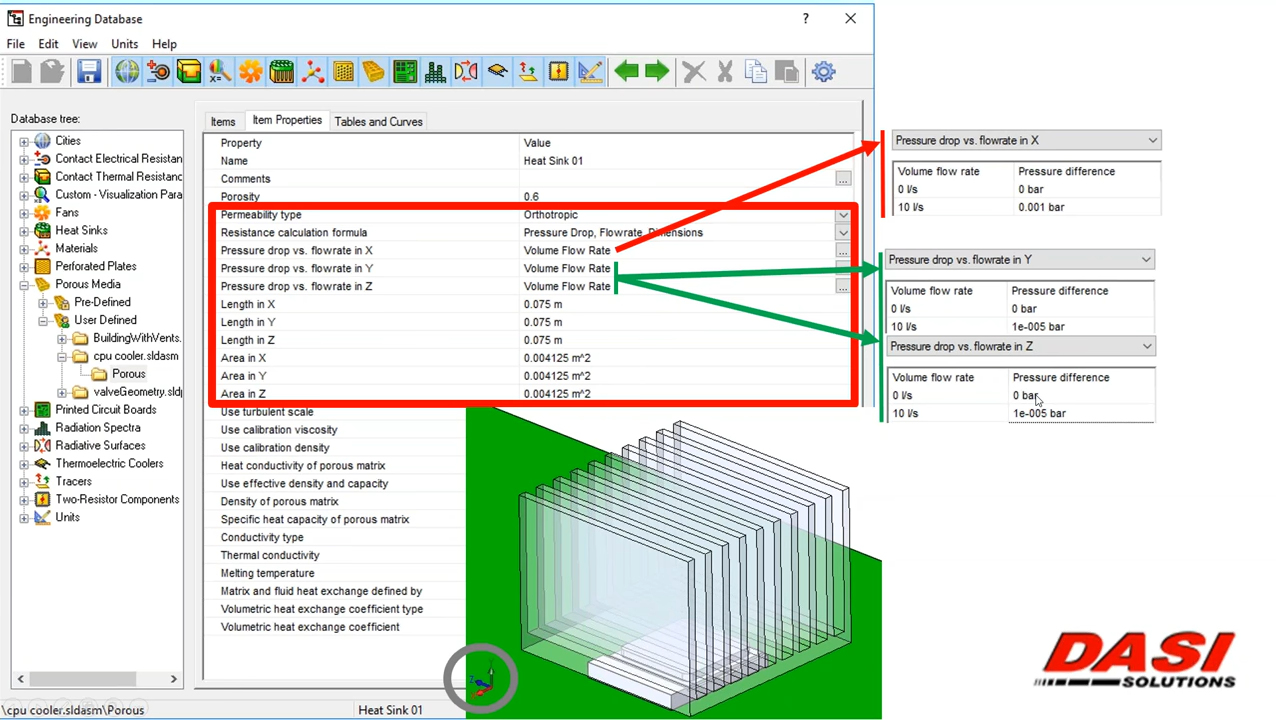 Engineering Database
?
File Edit View Units Help
Database tree:
Cities
Contact Electrical Resistan
Contact Thermal Resistanc
Custom - Visualization Para
Fans
Heat Sinks
Materials
Perforated Plates
Porous Media
Pre-Defined
User Defined
BuildingWithVents.
cpu cooler.sldasm
Porous
valveGeometry.sldp
Printed Circuit Boards
Radiation Spectra
Radiative Surfaces
Thermoelectric Coolers
Tracers
Two-Resistor Components
Units
Items Item Properties Tables and Curves
Property Value
Name Heat Sink 01
Comments ...
Porosity 0.6
Permeability type Orthotropic
Resistance calculation formula Pressure Drop, Flowrate, Dimensions
Pressure drop vs. flowrate in X Volume Flow Rate ...
Pressure drop vs. flowrate in Y Volume Flow Rate ...
Pressure drop vs. flowrate in Z Volume Flow Rate ...
Length in X 0.075 m
Length in Y 0.075 m
Length in Z 0.075 m
Area in X 0.004125 m^2
Area in Y 0.004125 m^2
Area in Z 0.004125 m^2
Use turbulent scale
Use calibration viscosity
Use calibration density
Heat conductivity of porous matrix
Use effective density and capacity
Density of porous matrix
Specific heat capacity of porous matrix
Conductivity type
Thermal conductivity
Melting temperature
Matrix and fluid heat exchange defined by
Volumetric heat exchange coefficient type
Volumetric heat exchange coefficient
Pressure drop vs. flowrate in X
Volume flow rate Pressure difference
0 l/s 0 bar
10 l/s 0.001 bar
Pressure drop vs. flowrate in Y
Volume flow rate Pressure difference
0 l/s 0 bar
10 l/s 1e-005 bar
Pressure drop vs. flowrate in Z
Volume flow rate Pressure difference
0 l/s 0 bar
10 l/s 1e-005 bar
Z
DASI
SOLUTIONS
\cpu cooler.sldasm\Porous Heat Sink 01